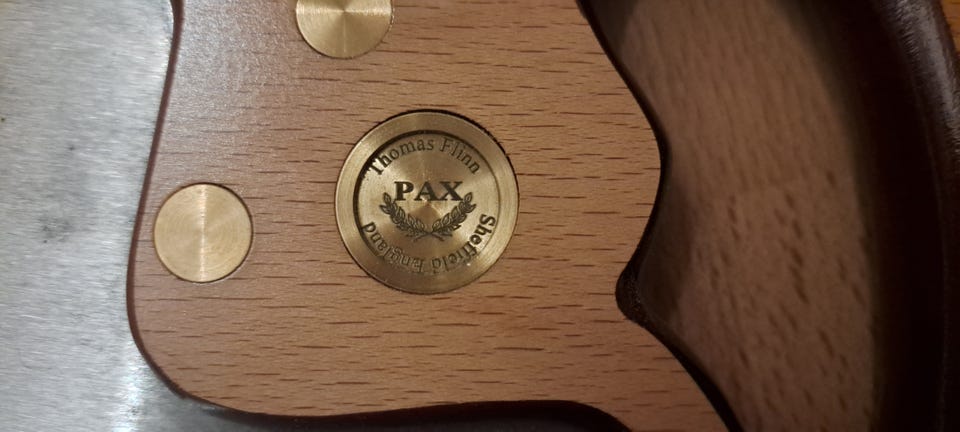 Thomas Flinn
PAX
Sheffield England